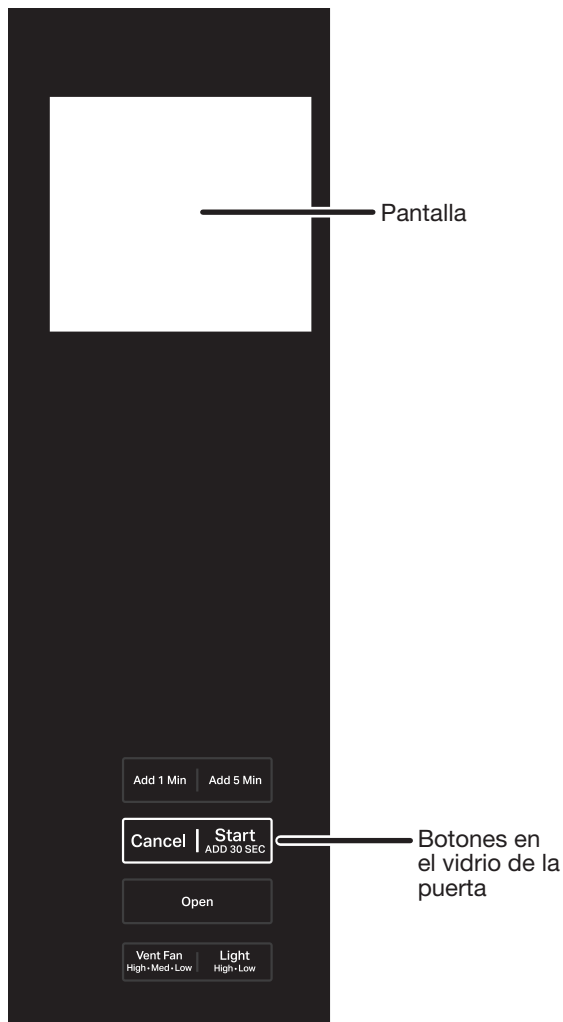 Pantalla
Add 1 Min | Add 5 Min
Cancel | Start
ADD 30 SEC
Botones en
el vidrio de la
puerta
Open
Vent Fan
High•Med•Low
Light
High•Low